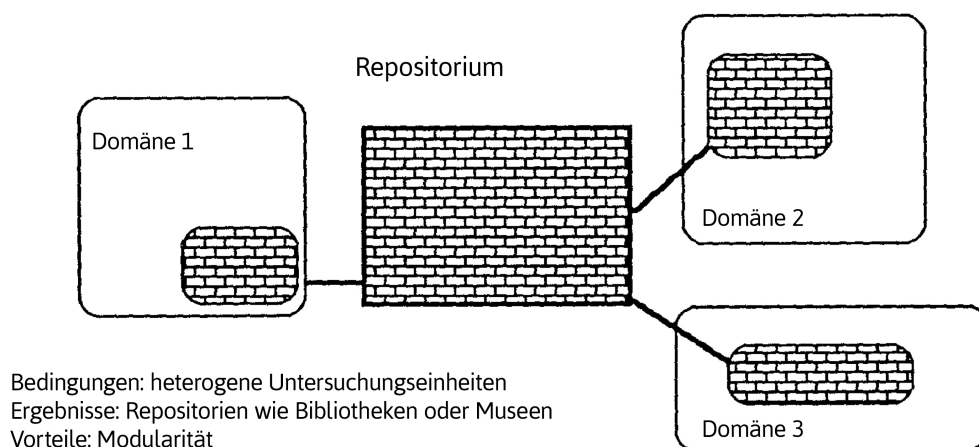 Repositorium
Domäne 1
Domäne 2
Domäne 3
Bedingungen: heterogene Untersuchungseinheiten
Ergebnisse: Repositorien wie Bibliotheken oder Museen
Vorteile: Modularität